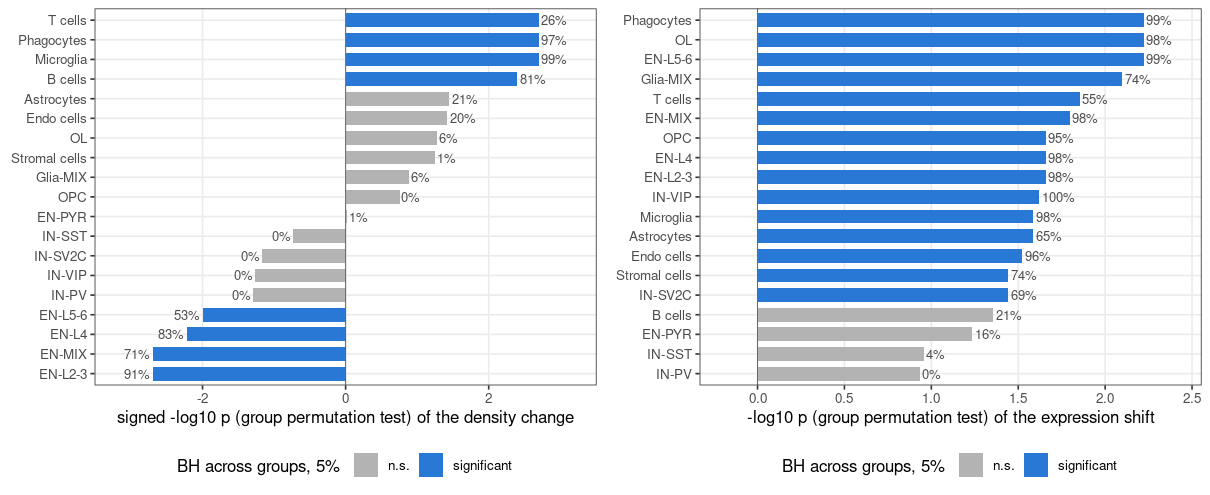 T cells 26%
Phagocytes 97%
Microglia 99%
B cells 81%
Astrocytes 21%
Endo cells 20%
OL 6%
Stromal cells 1%
Glia-MIX 6%
OPC 0%
EN-PYR 1%
IN-SST 0%
IN-SV2C 0%
IN-VIP 0%
IN-PV 0%
EN-L5-6 53%
EN-L4 83%
EN-MIX 71%
EN-L2-3 91%
-2 0 2
signed -log10 p (group permutation test) of the density change
BH across groups, 5% n.s. significant
Phagocytes 99%
OL 98%
EN-L5-6 99%
Glia-MIX 74%
T cells 55%
EN-MIX 98%
OPC 95%
EN-L4 98%
EN-L2-3 98%
IN-VIP 100%
Microglia 98%
Astrocytes 65%
Endo cells 96%
Stromal cells 74%
IN-SV2C 69%
B cells 21%
EN-PYR 16%
IN-SST 4%
IN-PV 0%
0.0 0.5 1.0 1.5 2.0 2.5
-log10 p (group permutation test) of the expression shift
BH across groups, 5% n.s. significant